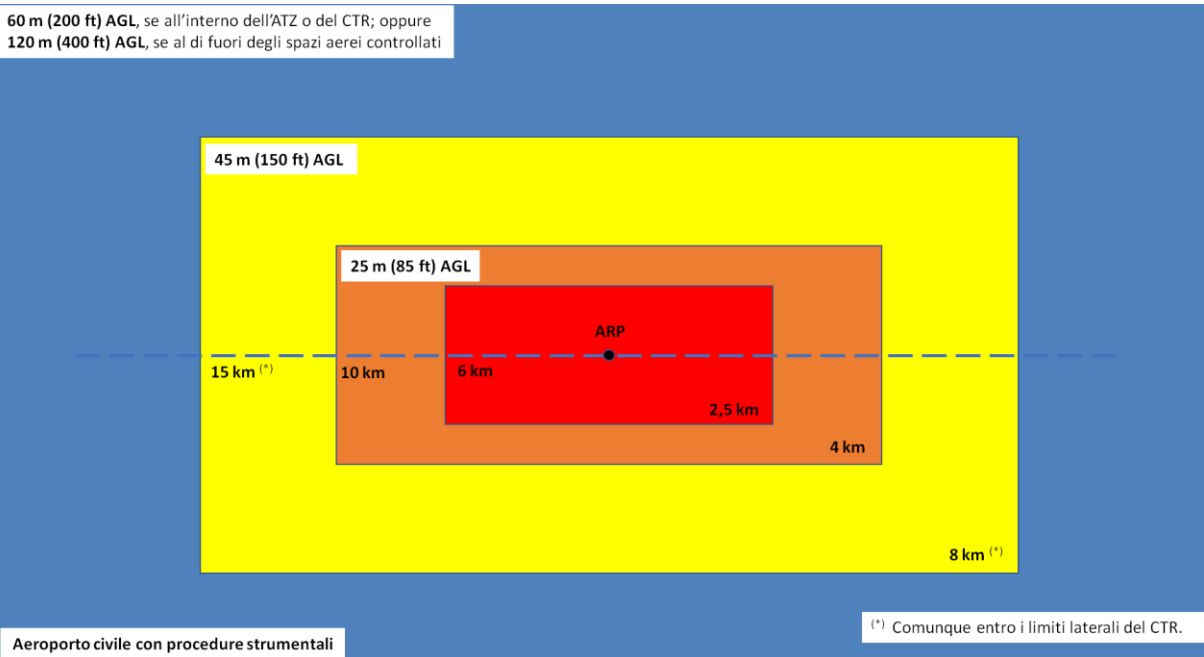 60 m (200 ft) AGL, se all'interno dell'ATZ o del CTR; oppure
120 m (400 ft) AGL, se al di fuori degli spazi aerei controllati
45 m (150 ft) AGL
25 m (85 ft) AGL
ARP
15 km (*)
10 km
6 km
2,5 km
4 km
8 km (*)
(*) Comunque entro i limiti laterali del CTR.
Aeroporto civile con procedure strumentali